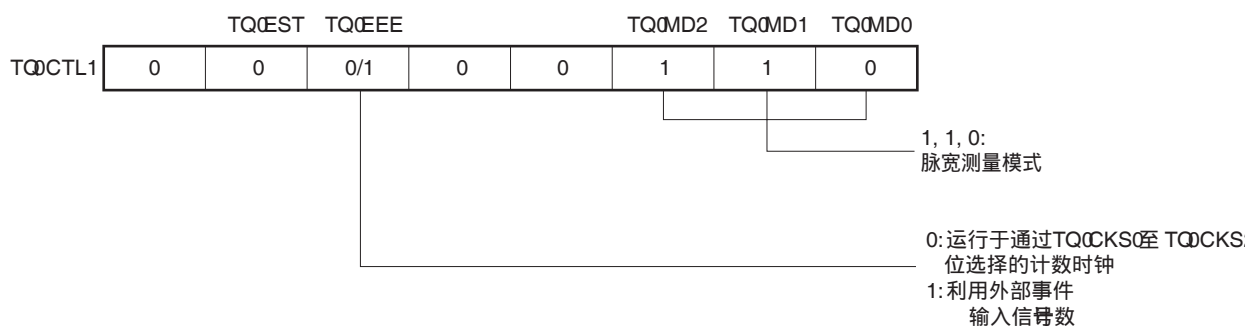 TQ0EST TQ0EEE TQ0MD2 TQ0MD1 TQ0MD0
TQ0CTL1 0 0 0/1 0 0 1 1 0
1, 1, 0:
脉宽测量模式
0:运行于通过TQ0CKS0至 TQ0CKS
位选择的计数时钟
1:利用外部事件
输入信号数